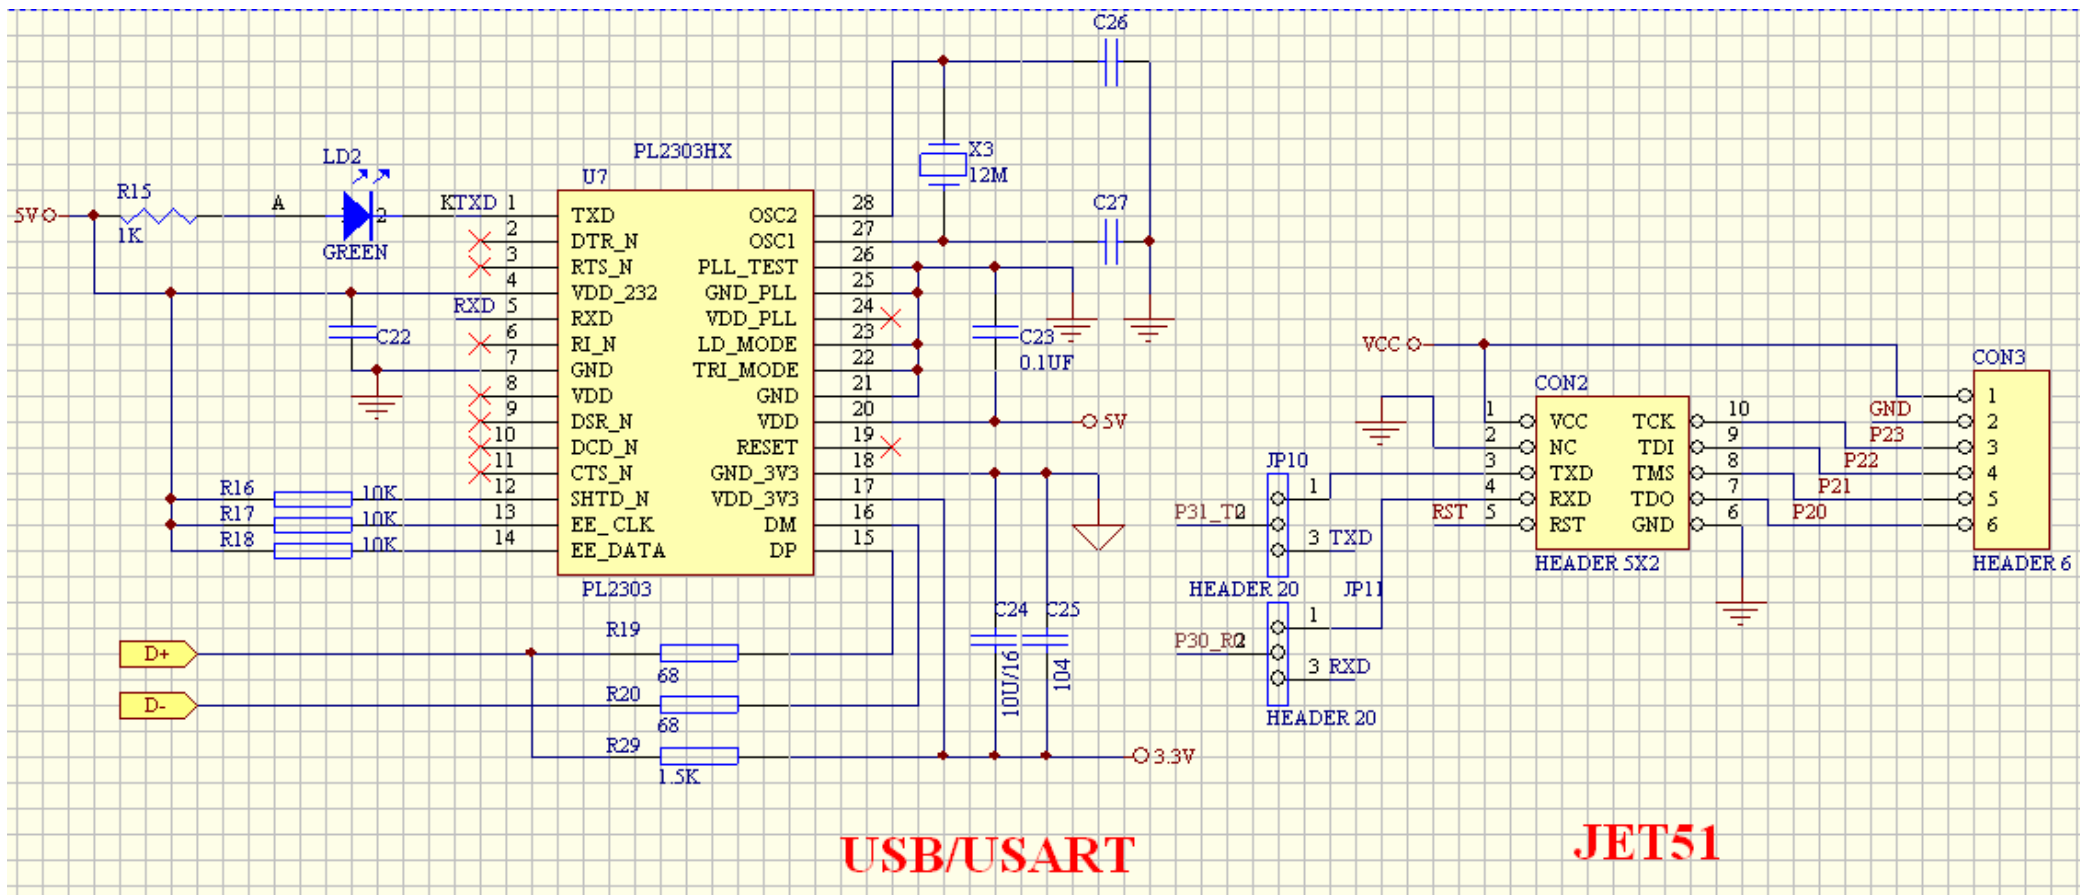 C26
X3
12M
C27
LD2
R15
5V
1K
A
2
GREEN
PL2303HX
U7
KTXD 1 TXD
2 DTR_N
3 RTS_N
4 VDD_232
RXD 5 RXD
6 RI_N
7 GND
8 VDD
9 DSR_N
10 DCD_N
11 CTS_N
12 SHTD_N
13 EE_CLK
14 EE_DATA
OSC2 28
OSC1 27
PLL_TEST 26
GND_PLL 25
VDD_PLL 24
LD_MODE 23
TRI_MODE 22
GND 21
VDD 20
RESET 19
GND_3V3 18
VDD_3V3 17
DM 16
DP 15
PL2303
C22
R16 10K
R17 10K
R18 10K
C23
0.1UF
5V
D+
D-
R19
68
R20
68
R29
1.5K
C24
10U/16
C25
104
3.3V
JP10
1
P31_T
3 TXD
HEADER 20
JP11
1
P30_R
3 RXD
HEADER 20
VCC
CON2
1 VCC
2 NC
3 TXD
4 RXD
RST 5 RST
TCK 10
TDI 9
TMS 8
TDO 7
GND 6
HEADER 5X2
GND
P23
P22
P21
P20
CON3
1
2
3
4
5
6
HEADER 6
USB/USART
JET51